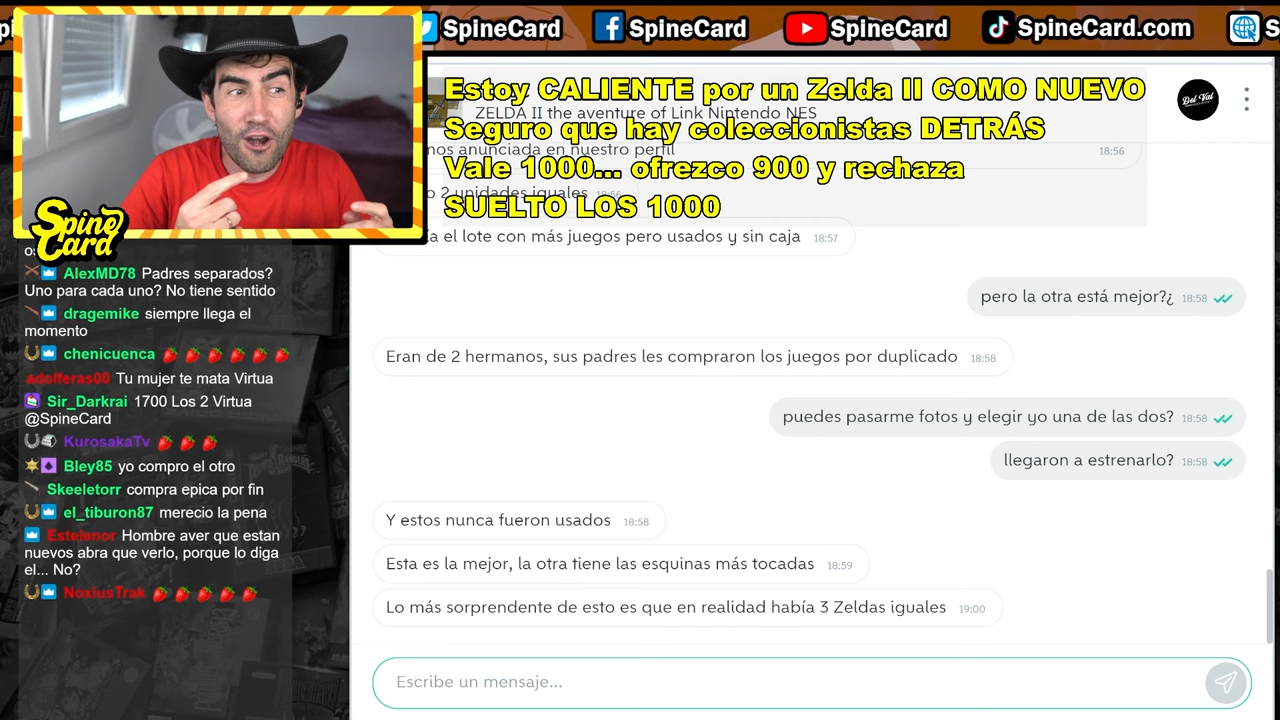 SpineCard
SpineCard
SpineCard
SpineCard.com
Estoy CALIENTE por un Zelda II COMO NUEVO
Seguro que hay coleccionistas DETRÁS
Vale 1000... ofrezco 900 y rechaza
SUELTO LOS 1000
Spine
Card
Del Val
ZELDA II the aventure of Link Nintendo NES
anunciada en nuestro perfil 18:56
2 unidades iguales 18:56
el lote con más juegos pero usados y sin caja 18:57
pero la otra está mejor?¿ 18:58
Eran de 2 hermanos, sus padres les compraron los juegos por duplicado 18:58
puedes pasarme fotos y elegir yo una de las dos? 18:58
llegaron a estrenarlo? 18:58
Y estos nunca fueron usados 18:58
Esta es la mejor, la otra tiene las esquinas más tocadas 18:59
Lo más sorprendente de esto es que en realidad había 3 Zeldas iguales 19:00
Escribe un mensaje...
AlexMD78 Padres separados?
Uno para cada uno? No tiene sentido
dragemike siempre llega el
momento
chenicuenca
adolferas00 Tu mujer te mata Virtua
Sir_Darkrai 1700 Los 2 Virtua
@SpineCard
KurosakaTv
Bley85 yo compro el otro
Skeeletorr compra epica por fin
el_tiburon87 merecio la pena
Estelenor Hombre aver que estan
nuevos abra que verlo, porque lo diga
el... No?
NoxiusTrak